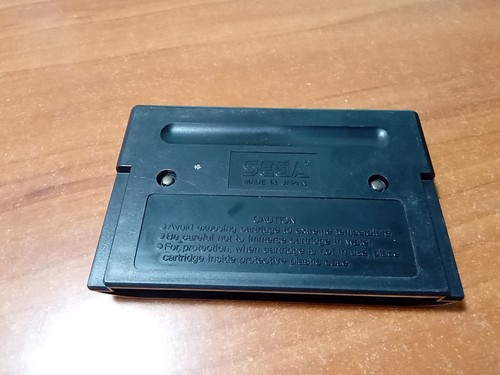 SEGA
MADE IN JAPAN
CAUTION
●Avoid exposing cartridge to extreme temperatures.
●Be careful not to immerse cartridge in water.
●For protection, when cartridge is not in use, place
cartridge inside protective plastic case.